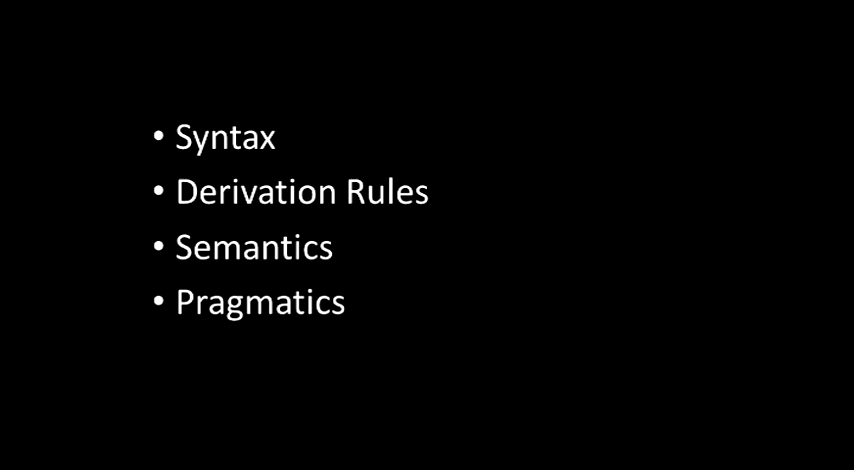 • Syntax
• Derivation Rules
• Semantics
• Pragmatics